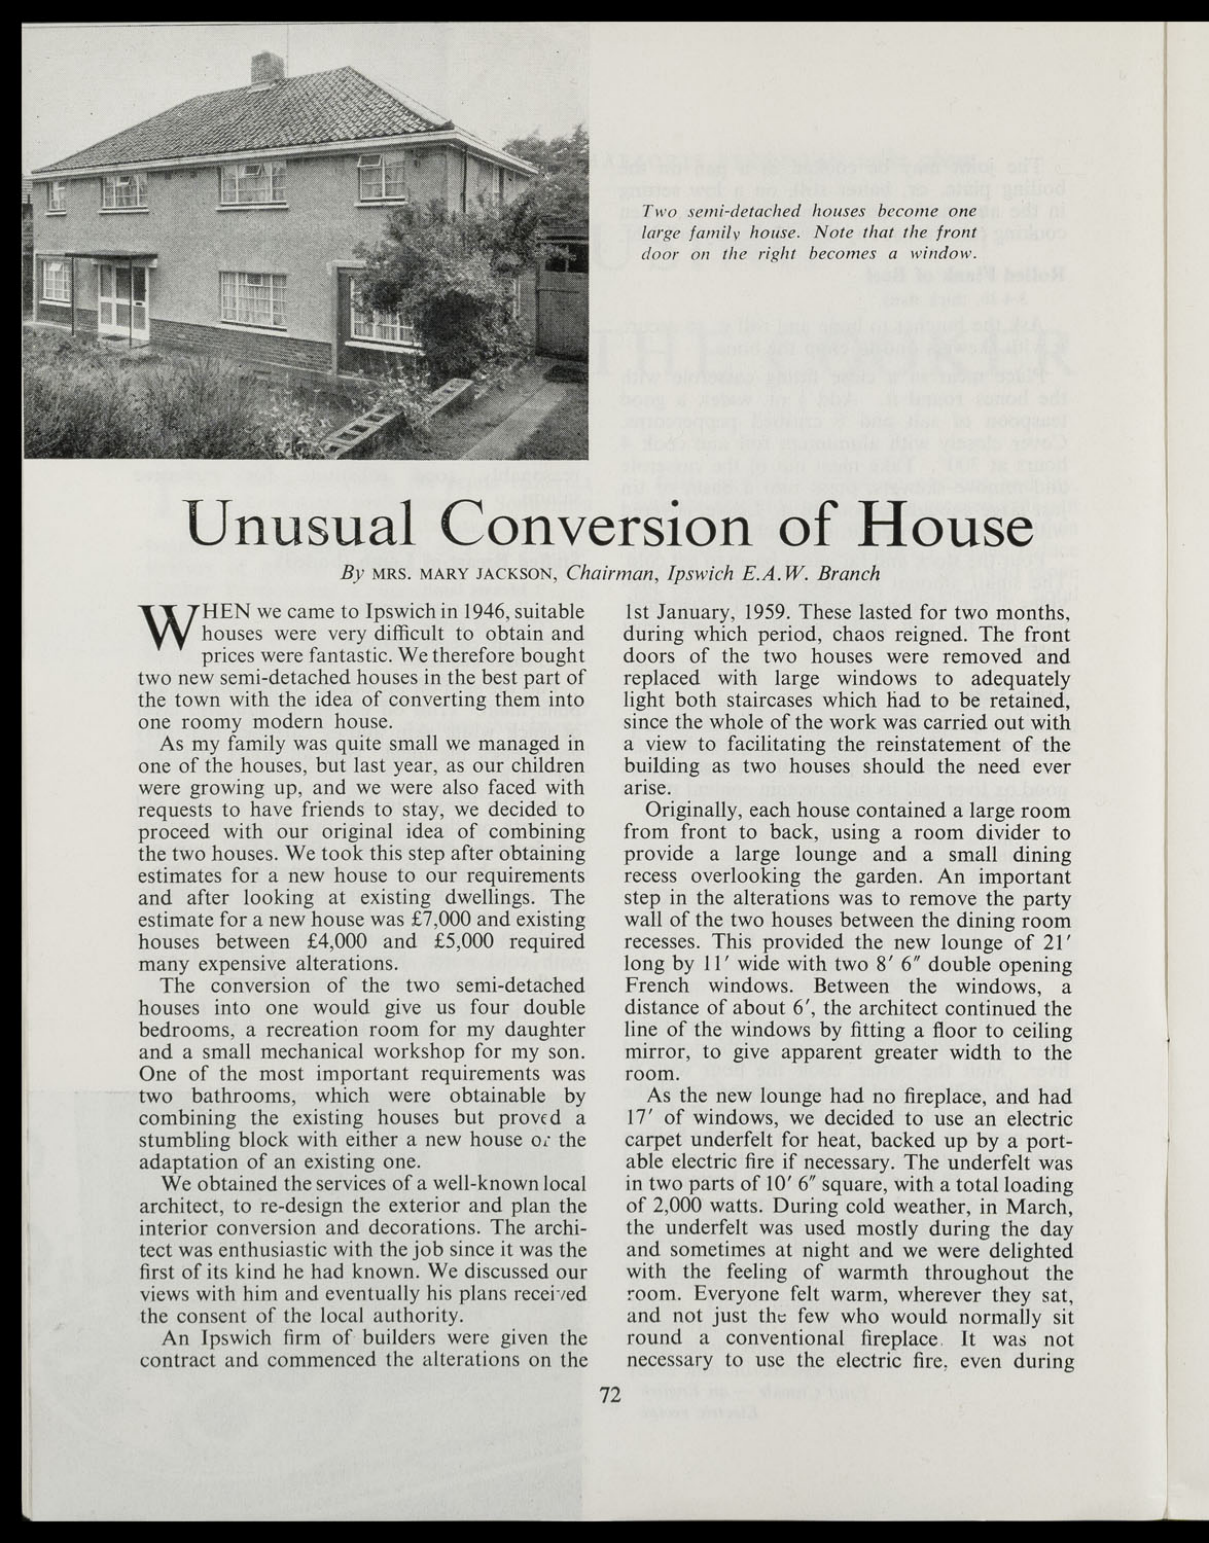 Two semi-detached houses become one
large family house. Note that the front
door on the right becomes a window.
Unusual Conversion of House
By MRS. MARY JACKSON, Chairman, Ipswich E.A.W. Branch
WHEN we came to Ipswich in 1946, suitable
houses were very difficult to obtain and
prices were fantastic. We therefore bought
two new semi-detached houses in the best part of
the town with the idea of converting them into
one roomy modern house.
As my family was quite small we managed in
one of the houses, but last year, as our children
were growing up, and we were also faced with
requests to have friends to stay, we decided to
proceed with our original idea of combining
the two houses. We took this step after obtaining
estimates for a new house to our requirements
and after looking at existing dwellings. The
estimate for a new house was £7,000 and existing
houses between £4,000 and £5,000 required
many expensive alterations.
The conversion of the two semi-detached
houses into one would give us four double
bedrooms, a recreation room for my daughter
and a small mechanical workshop for my son.
One of the most important requirements was
two bathrooms, which were obtainable by
combining the existing houses but proved a
stumbling block with either a new house or the
adaptation of an existing one.
We obtained the services of a well-known local
architect, to re-design the exterior and plan the
interior conversion and decorations. The archi-
tect was enthusiastic with the job since it was the
first of its kind he had known. We discussed our
views with him and eventually his plans received
the consent of the local authority.
An Ipswich firm of builders were given the
contract and commenced the alterations on the
1st January, 1959. These lasted for two months,
during which period, chaos reigned. The front
doors of the two houses were removed and
replaced with large windows to adequately
light both staircases which had to be retained,
since the whole of the work was carried out with
a view to facilitating the reinstatement of the
building as two houses should the need ever
arise.
Originally, each house contained a large room
from front to back, using a room divider to
provide a large lounge and a small dining
recess overlooking the garden. An important
step in the alterations was to remove the party
wall of the two houses between the dining room
recesses. This provided the new lounge of 21′
long by 11′ wide with two 8′ 6″ double opening
French windows. Between the windows, a
distance of about 6′, the architect continued the
line of the windows by fitting a floor to ceiling
mirror, to give apparent greater width to the
room.
As the new lounge had no fireplace, and had
17′ of windows, we decided to use an electric
carpet underfelt for heat, backed up by a port-
able electric fire if necessary. The underfelt was
in two parts of 10′ 6″ square, with a total loading
of 2,000 watts. During cold weather, in March,
the underfelt was used mostly during the day
and sometimes at night and we were delighted
with the feeling of warmth throughout the
room. Everyone felt warm, wherever they sat,
and not just the few who would normally sit
round a conventional fireplace. It was not
necessary to use the electric fire, even during
72